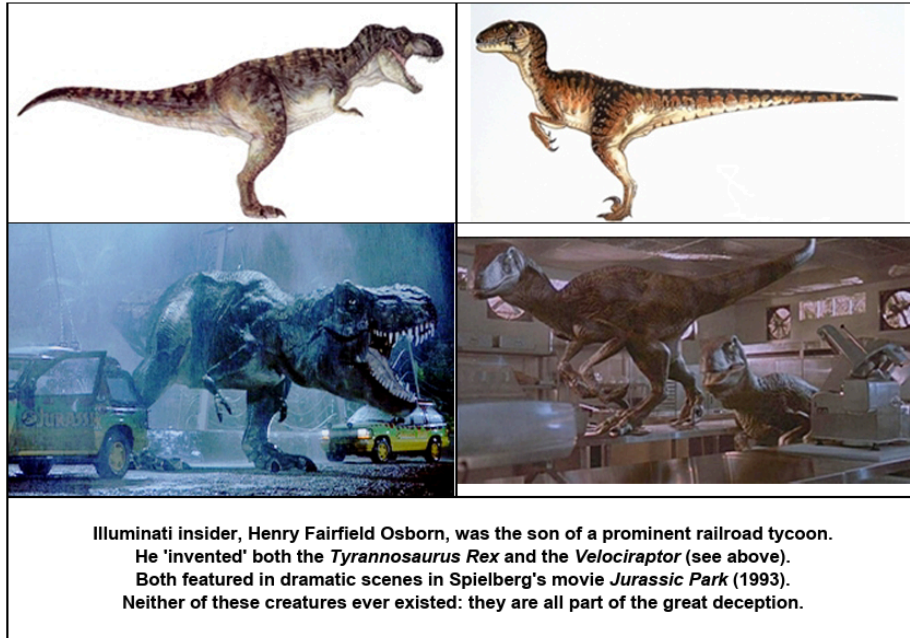 JURASSIC
Illuminati insider, Henry Fairfield Osborn, was the son of a prominent railroad tycoon.
He 'invented' both the Tyrannosaurus Rex and the Velociraptor (see above).
Both featured in dramatic scenes in Spielberg's movie Jurassic Park (1993).
Neither of these creatures ever existed: they are all part of the great deception.